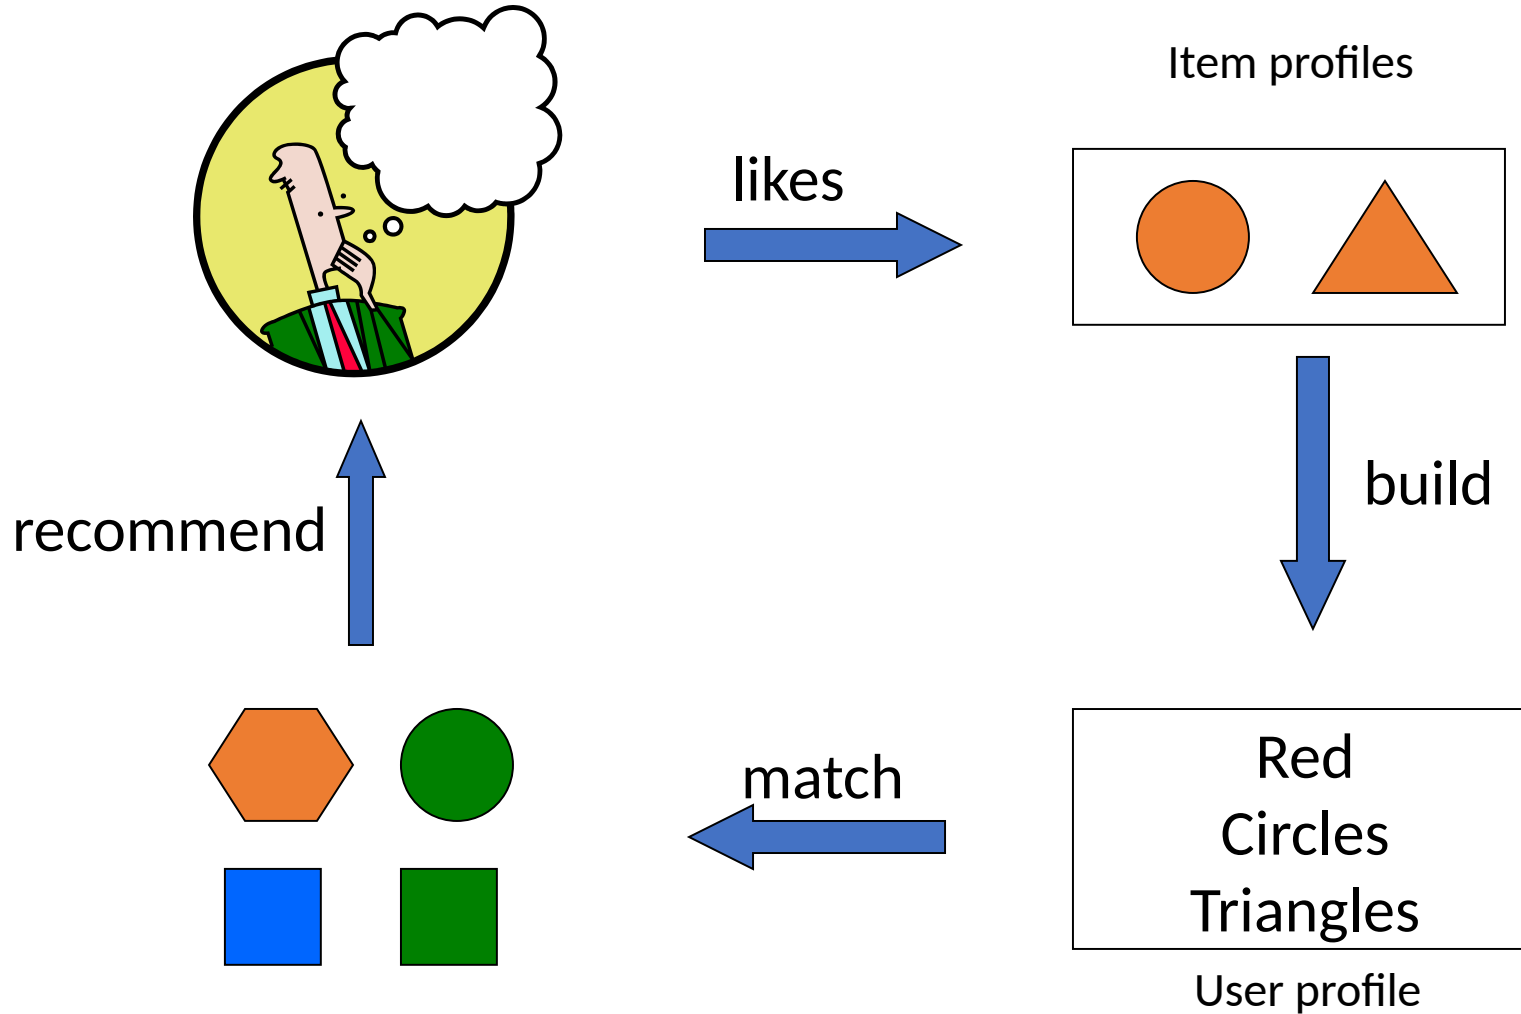 Item profiles
likes
build
recommend
match
Red
Circles
Triangles
User profile